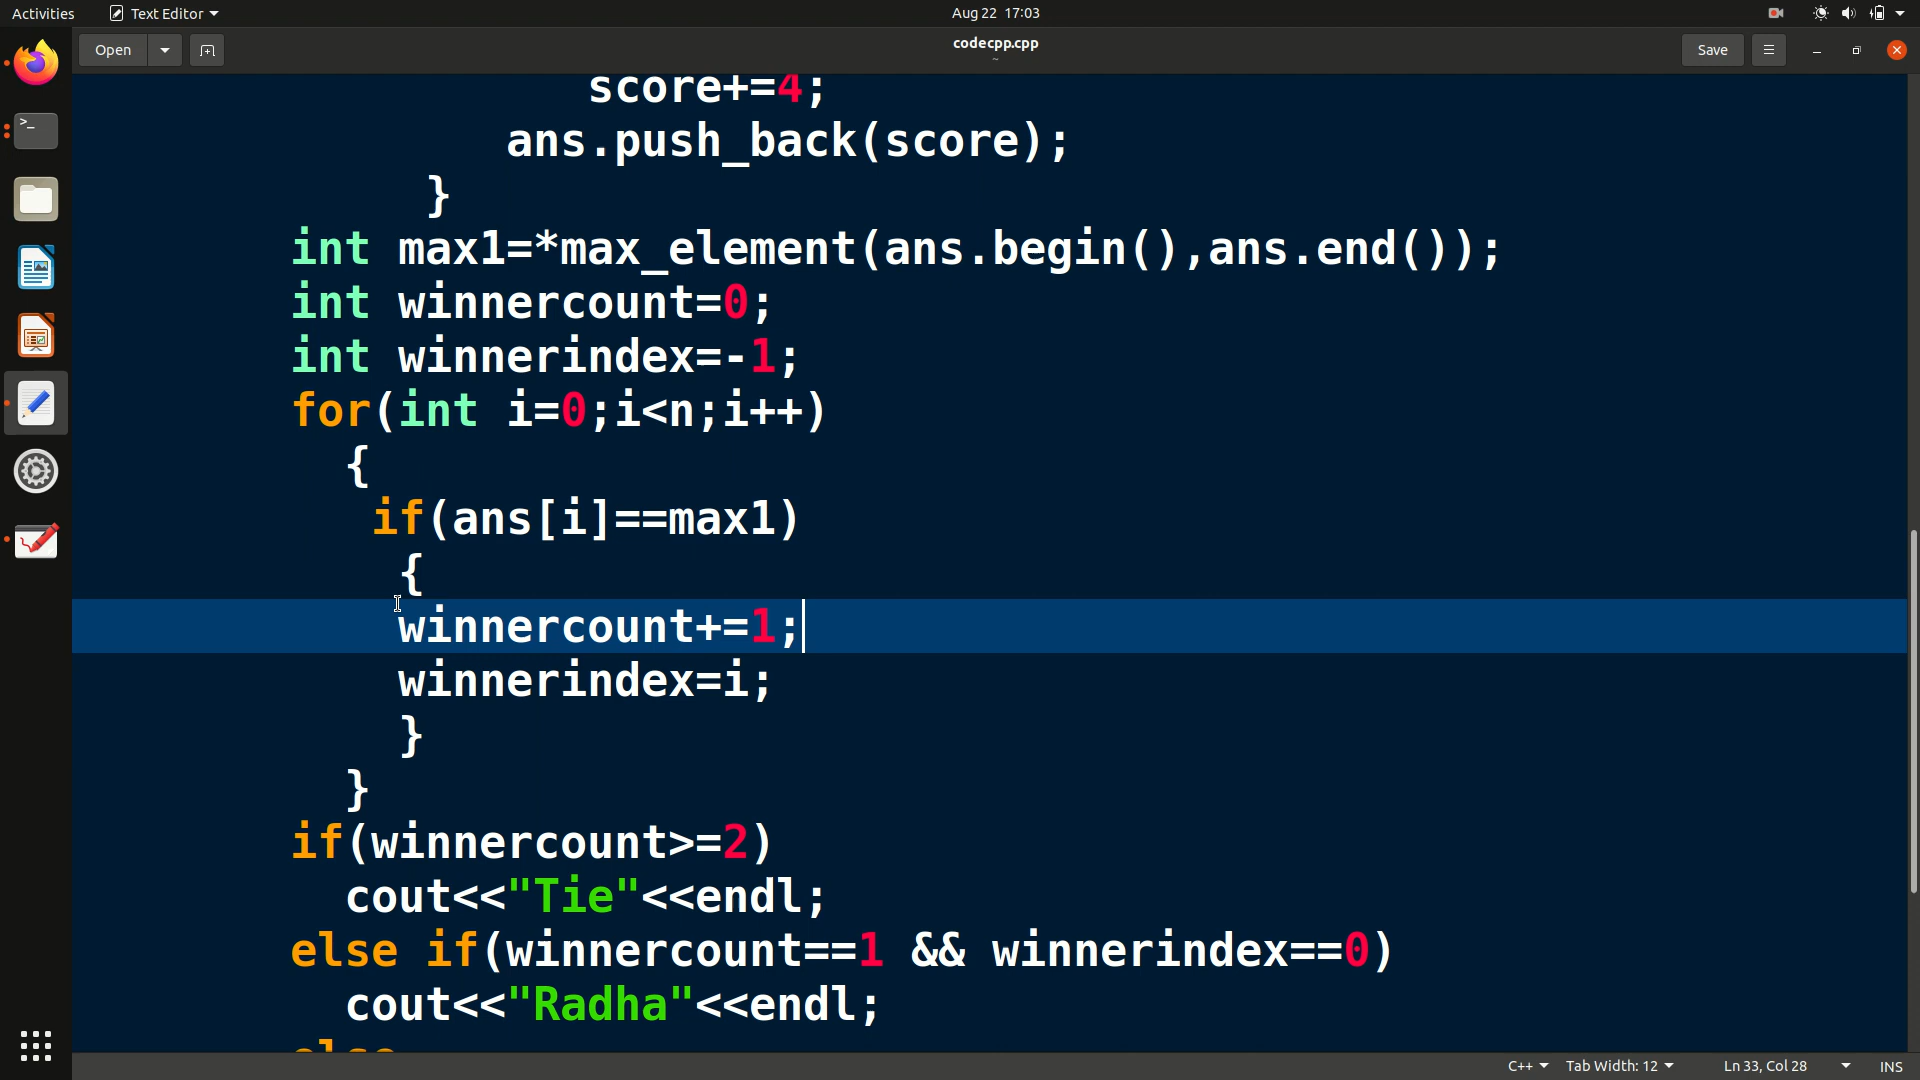 Activities Text Editor Aug 22 17:03
Open codecpp.cpp Save
~
score+=4;
ans.push_back(score);
}
int max1=*max_element(ans.begin(),ans.end());
int winnercount=0;
int winnerindex=-1;
for(int i=0;i<n;i++)
{
if(ans[i]==max1)
{
winnercount+=1;
winnerindex=i;
}
}
if(winnercount>=2)
cout<<"Tie"<<endl;
else if(winnercount==1 && winnerindex==0)
cout<<"Radha"<<endl;
else
C++ Tab Width: 12 Ln 33, Col 28 INS